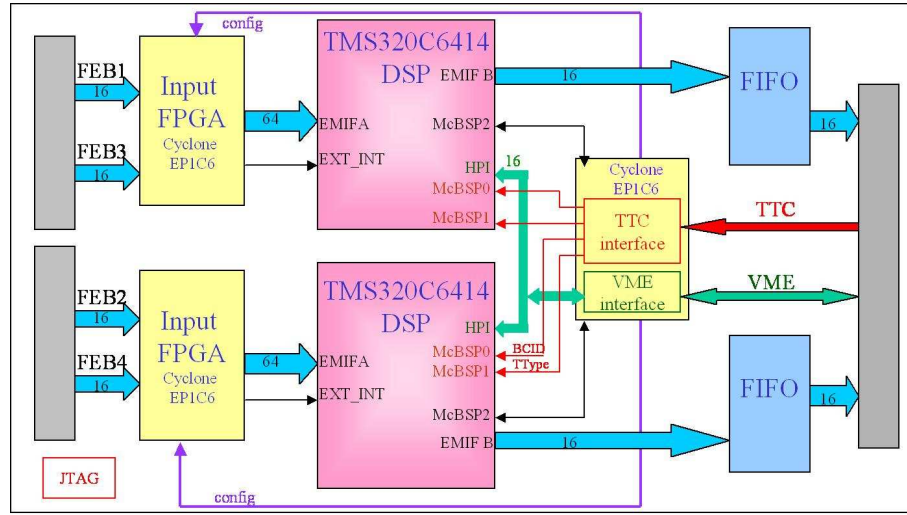 config
FEB1
16
FEB3
16
Input
FPGA
Cyclone
EP1C6
64
TMS320C6414
DSP
EMIF B
EMIFA
McBSP2
EXT_INT
HPI
McBSP0
McBSP1
16
16
FIFO
16
Cyclone
EP1C6
TTC
interface
TTC
VME
interface
VME
FEB2
16
FEB4
16
Input
FPGA
Cyclone
EP1C6
64
TMS320C6414
DSP
HPI
McBSP0
BCID
McBSP1
TType
EMIFA
EXT_INT
McBSP2
EMIF B
16
FIFO
16
JTAG
config